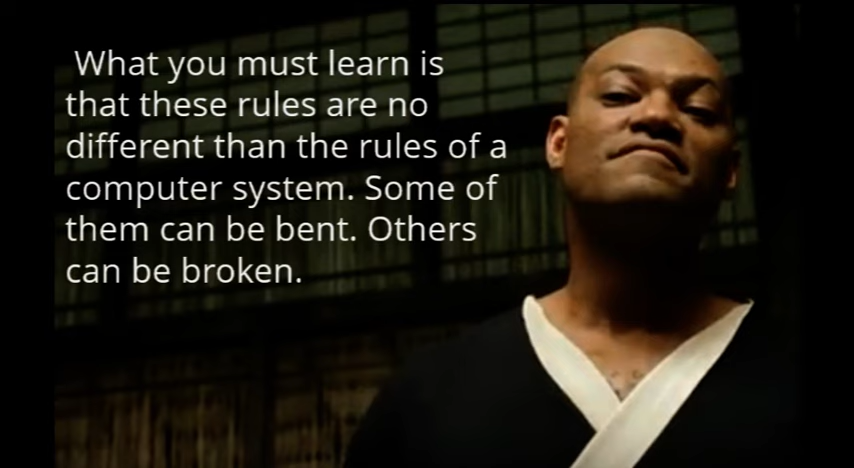 What you must learn is
that these rules are no
different than the rules of a
computer system. Some of
them can be bent. Others
can be broken.